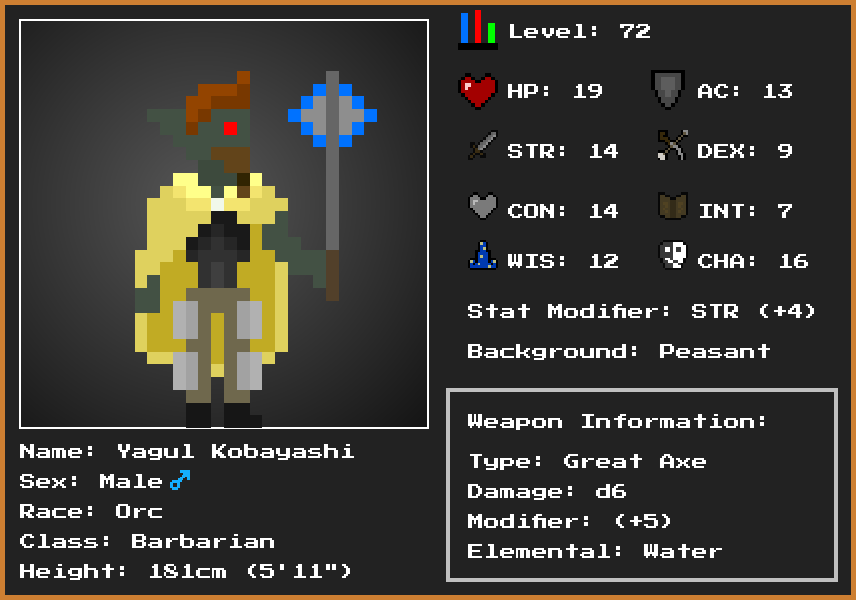 Level: 72
HP: 19
AC: 13
STR: 14
DEX: 9
CON: 14
INT: 7
WIS: 12
CHA: 16
Stat Modifier: STR (+4)
Background: Peasant
Weapon Information:
Type: Great Axe
Damage: d6
Modifier: (+5)
Elemental: Water
Name: Yagul Kobayashi
Sex: Male ♂
Race: Orc
Class: Barbarian
Height: 181cm (5'11")